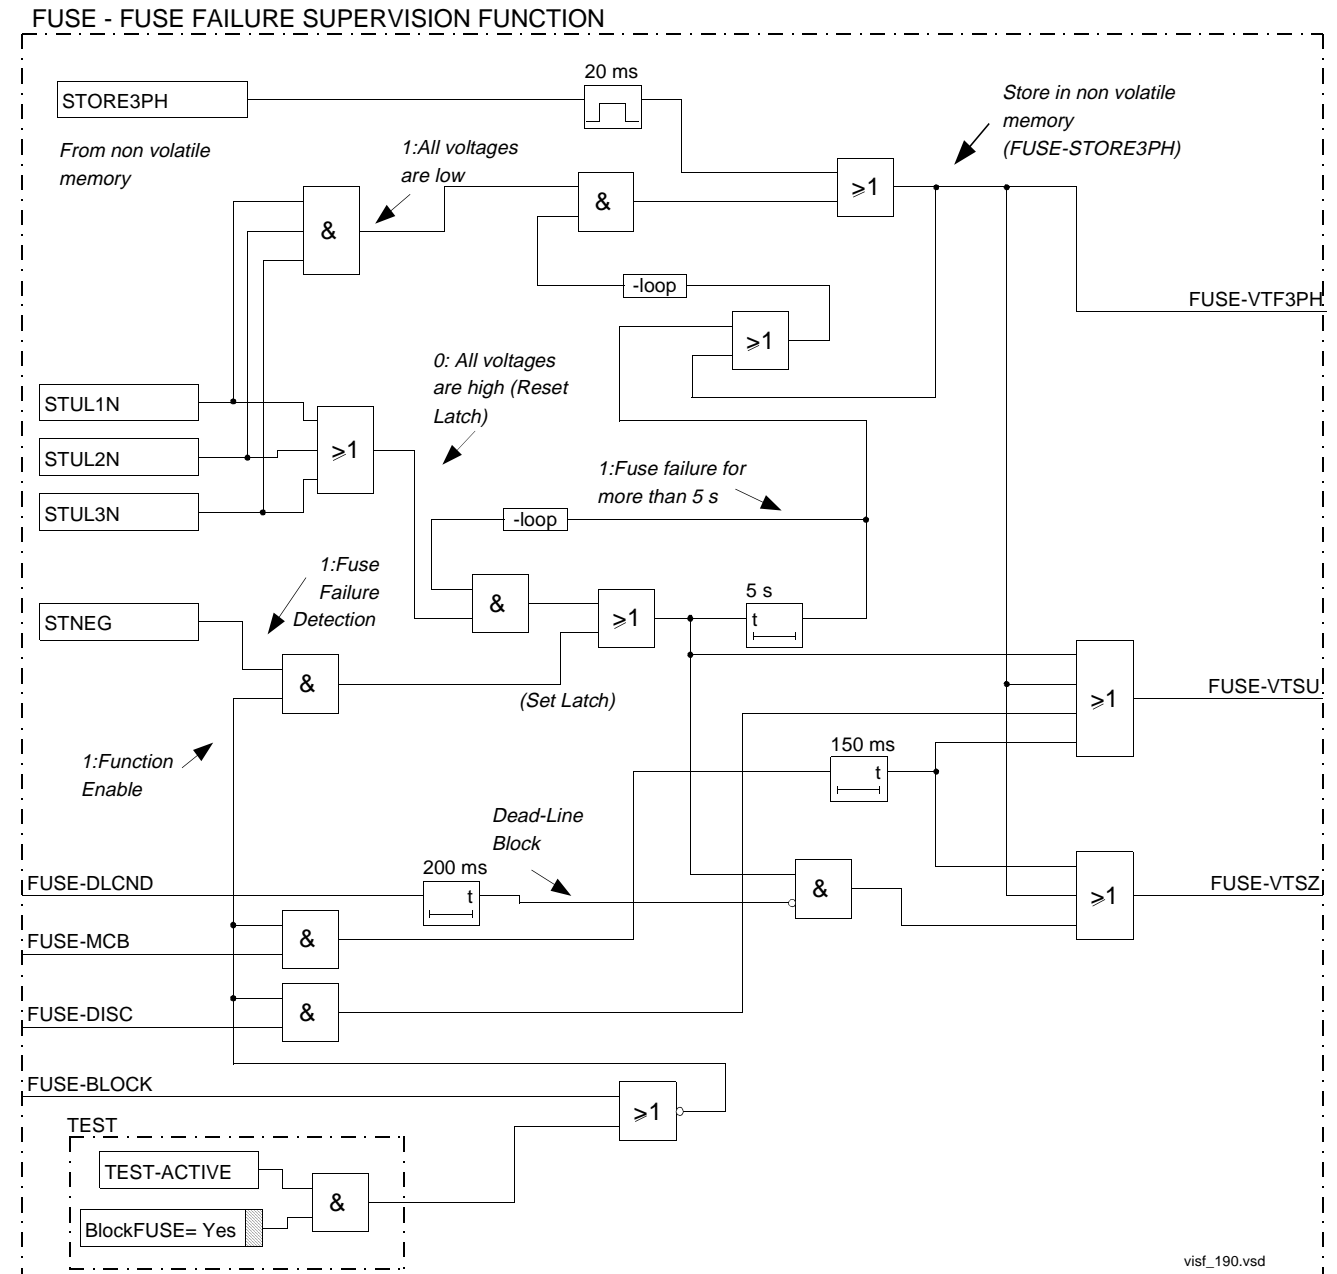 FUSE - FUSE FAILURE SUPERVISION FUNCTION
20 ms
STORE3PH
Store in non volatile
memory
(FUSE-STORE3PH)
From non volatile
memory
1:All voltages
are low
&
&
≥1
-loop
FUSE-VTF3PH
≥1
0: All voltages
are high (Reset
Latch)
STUL1N
STUL2N
STUL3N
≥1
1:Fuse failure for
more than 5 s
-loop
1:Fuse
Failure
Detection
STNEG
&
≥1
5 s
t
&
(Set Latch)
FUSE-VTSU
≥1
1:Function
Enable
150 ms
t
Dead-Line
Block
200 ms
t
FUSE-DLCND
&
FUSE-VTSZ
≥1
FUSE-MCB
&
FUSE-DISC
&
FUSE-BLOCK
≥1
TEST
TEST-ACTIVE
&
BlockFUSE= Yes
visf_190.vsd